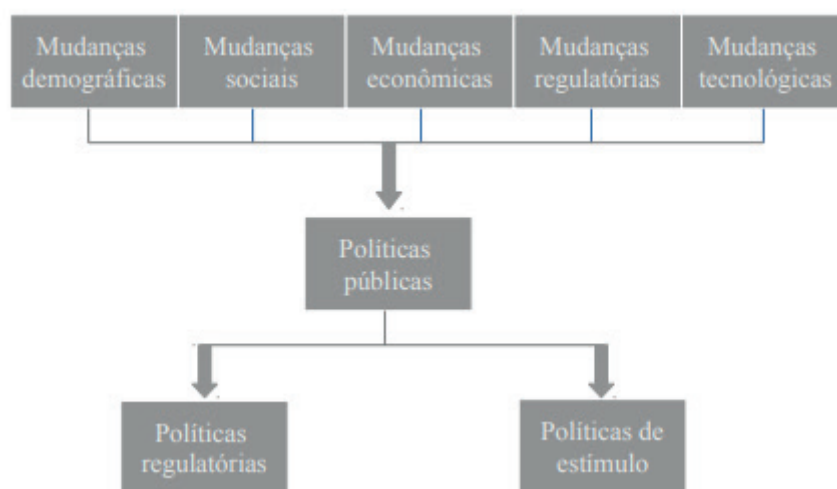 Mudanças
demográficas
Mudanças
sociais
Mudanças
econômicas
Mudanças
regulatórias
Mudanças
tecnológicas
Políticas
públicas
Políticas
regulatórias
Políticas de
estímulo